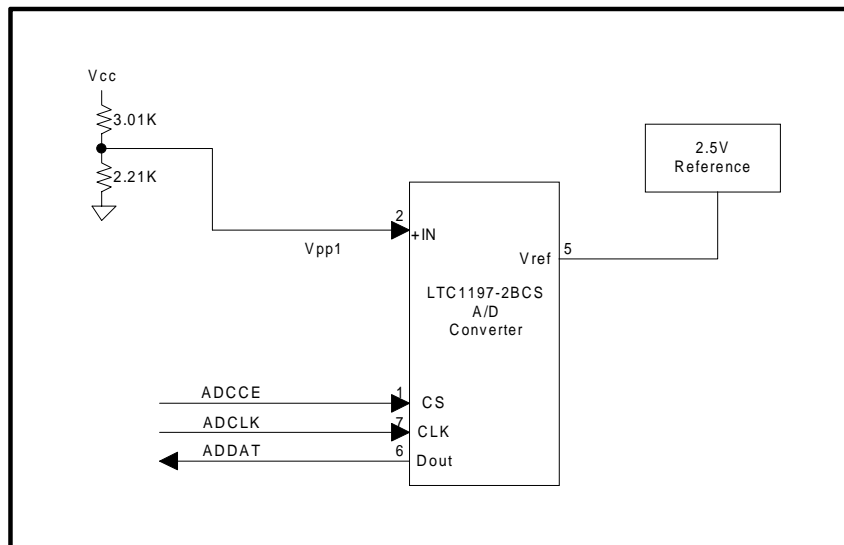 Vcc
3.01K
2.21K
2.5V
Reference
2
+IN
Vpp1
5
Vref
LTC1197-2BCS
A/D
Converter
ADCCE
1
CS
ADCLK
7
CLK
ADDAT
6
Dout